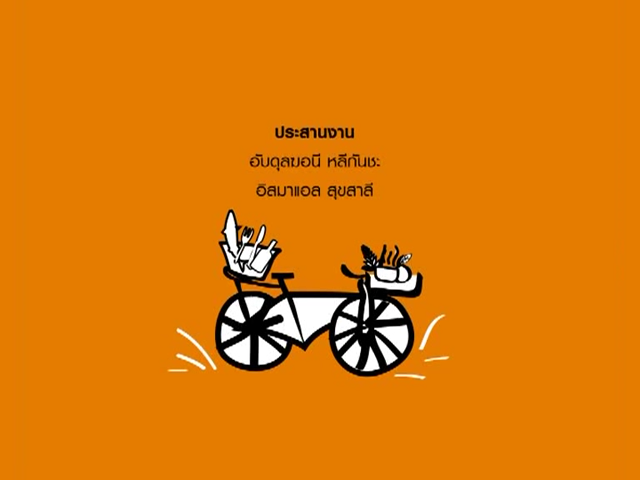 ประสานงาน
อับดุลฆอนี หลีกันชะ
อิสมาแอล สุขสาลี